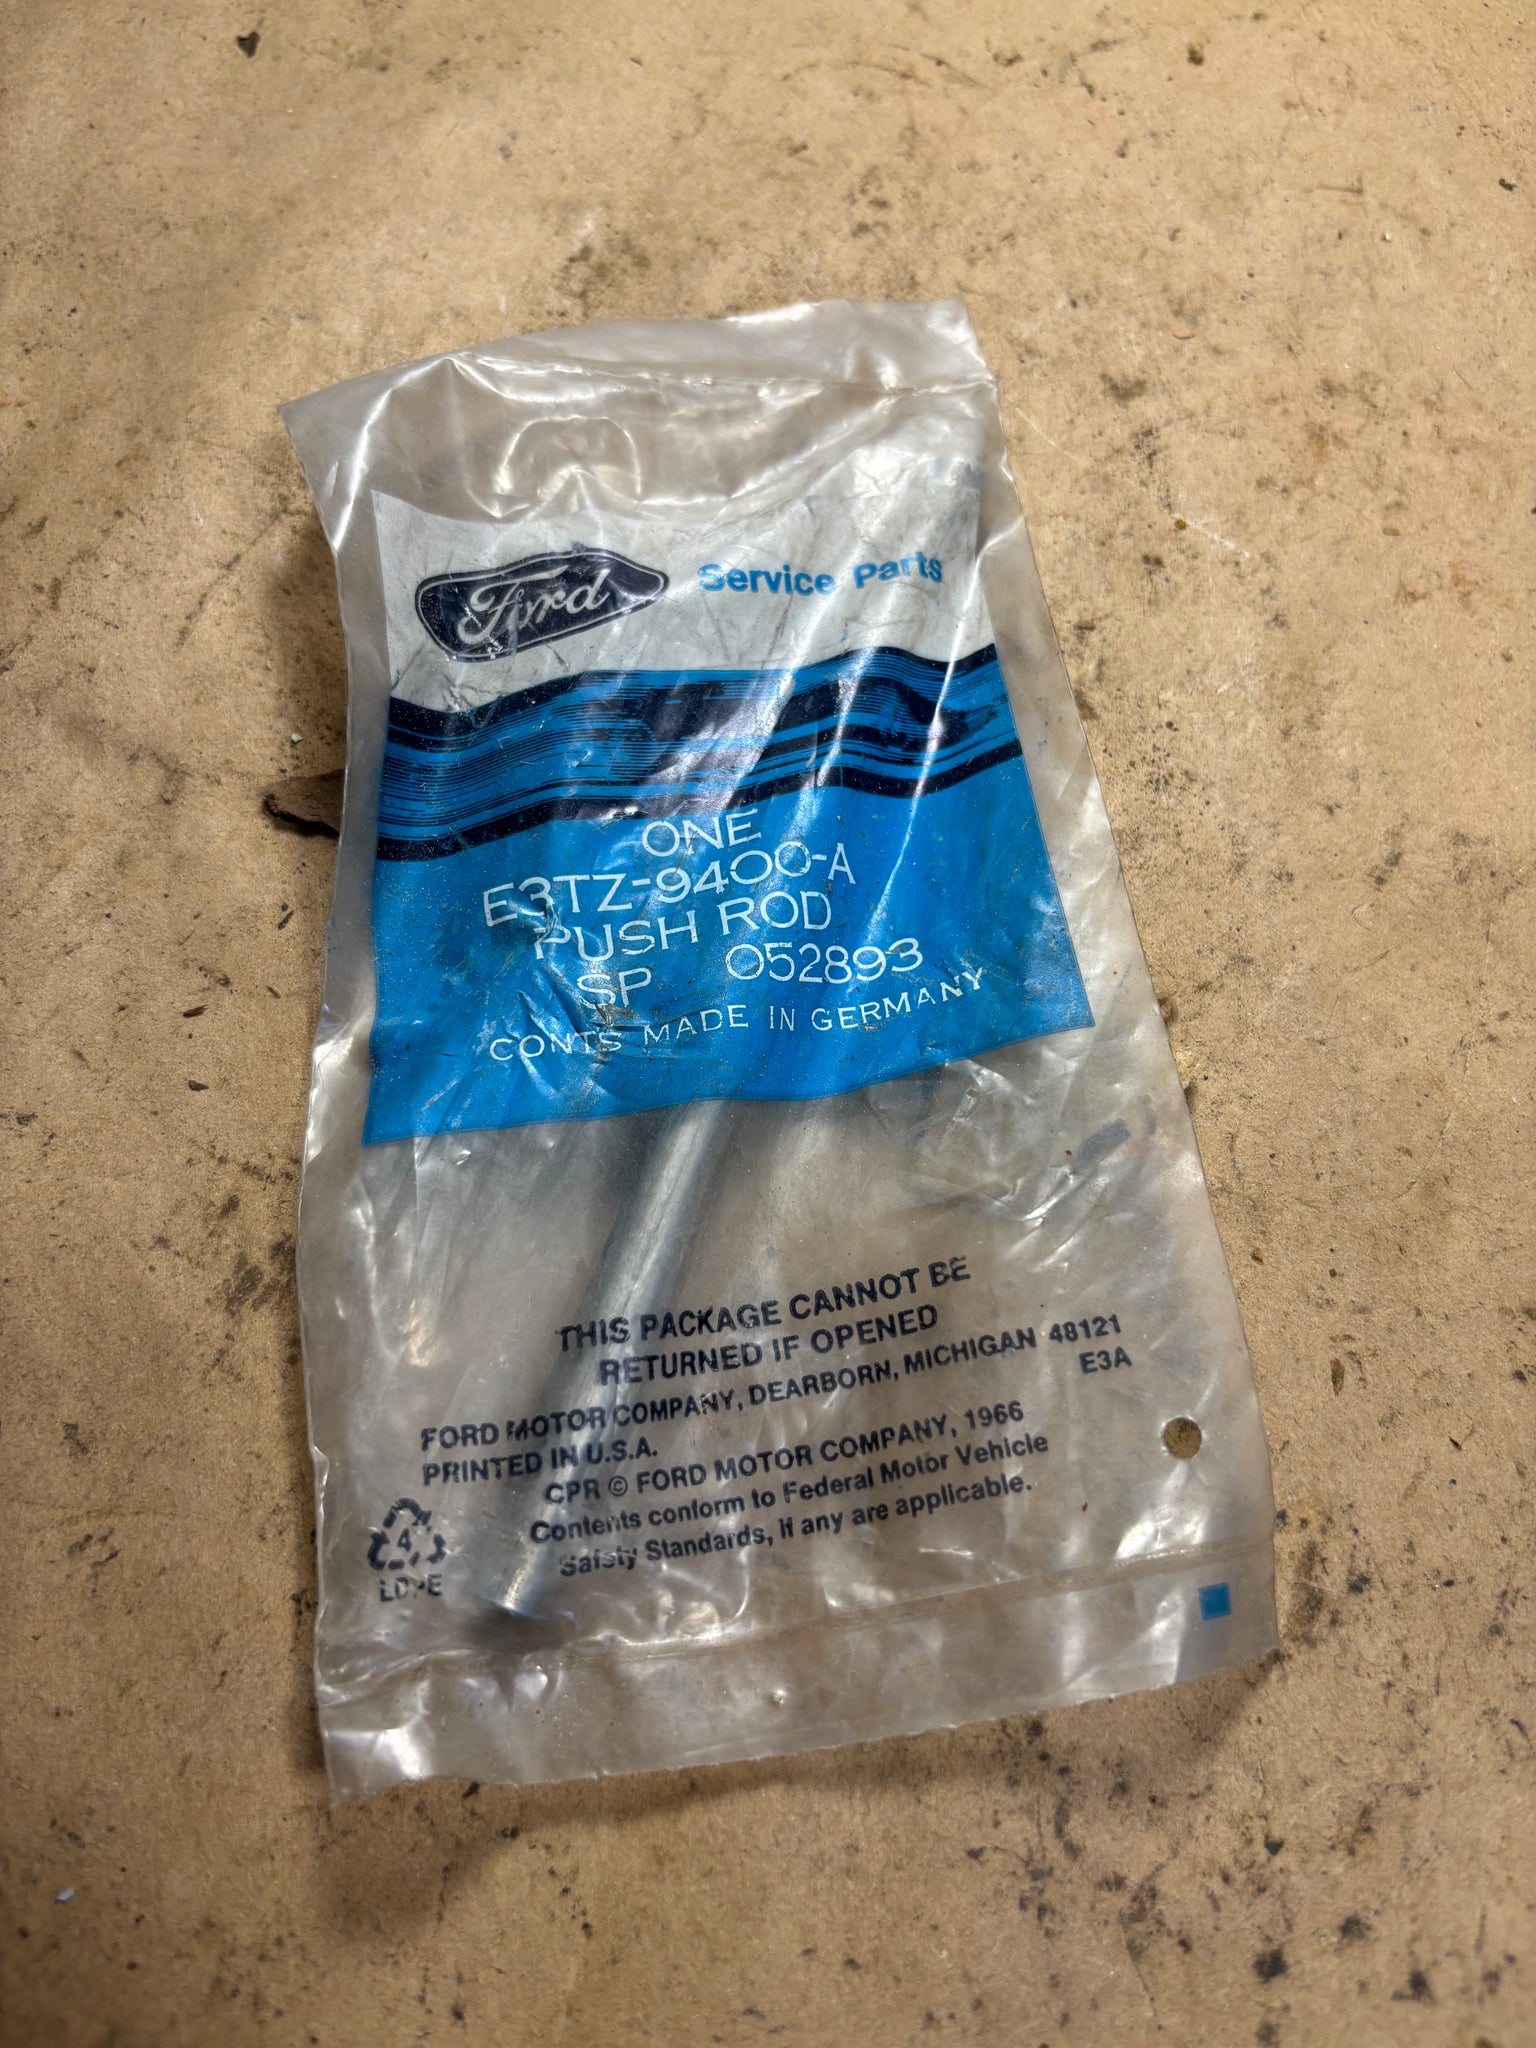 Ford Service Parts
ONE
E3TZ-9400-A
PUSH ROD
SP 052893
CONTS MADE IN GERMANY
THIS PACKAGE CANNOT BE
RETURNED IF OPENED
FORD MOTOR COMPANY, DEARBORN, MICHIGAN 48121
PRINTED IN U.S.A. E3A
CPR © FORD MOTOR COMPANY, 1966
Contents conform to Federal Motor Vehicle
Safety Standards, if any are applicable.
4
LDPE